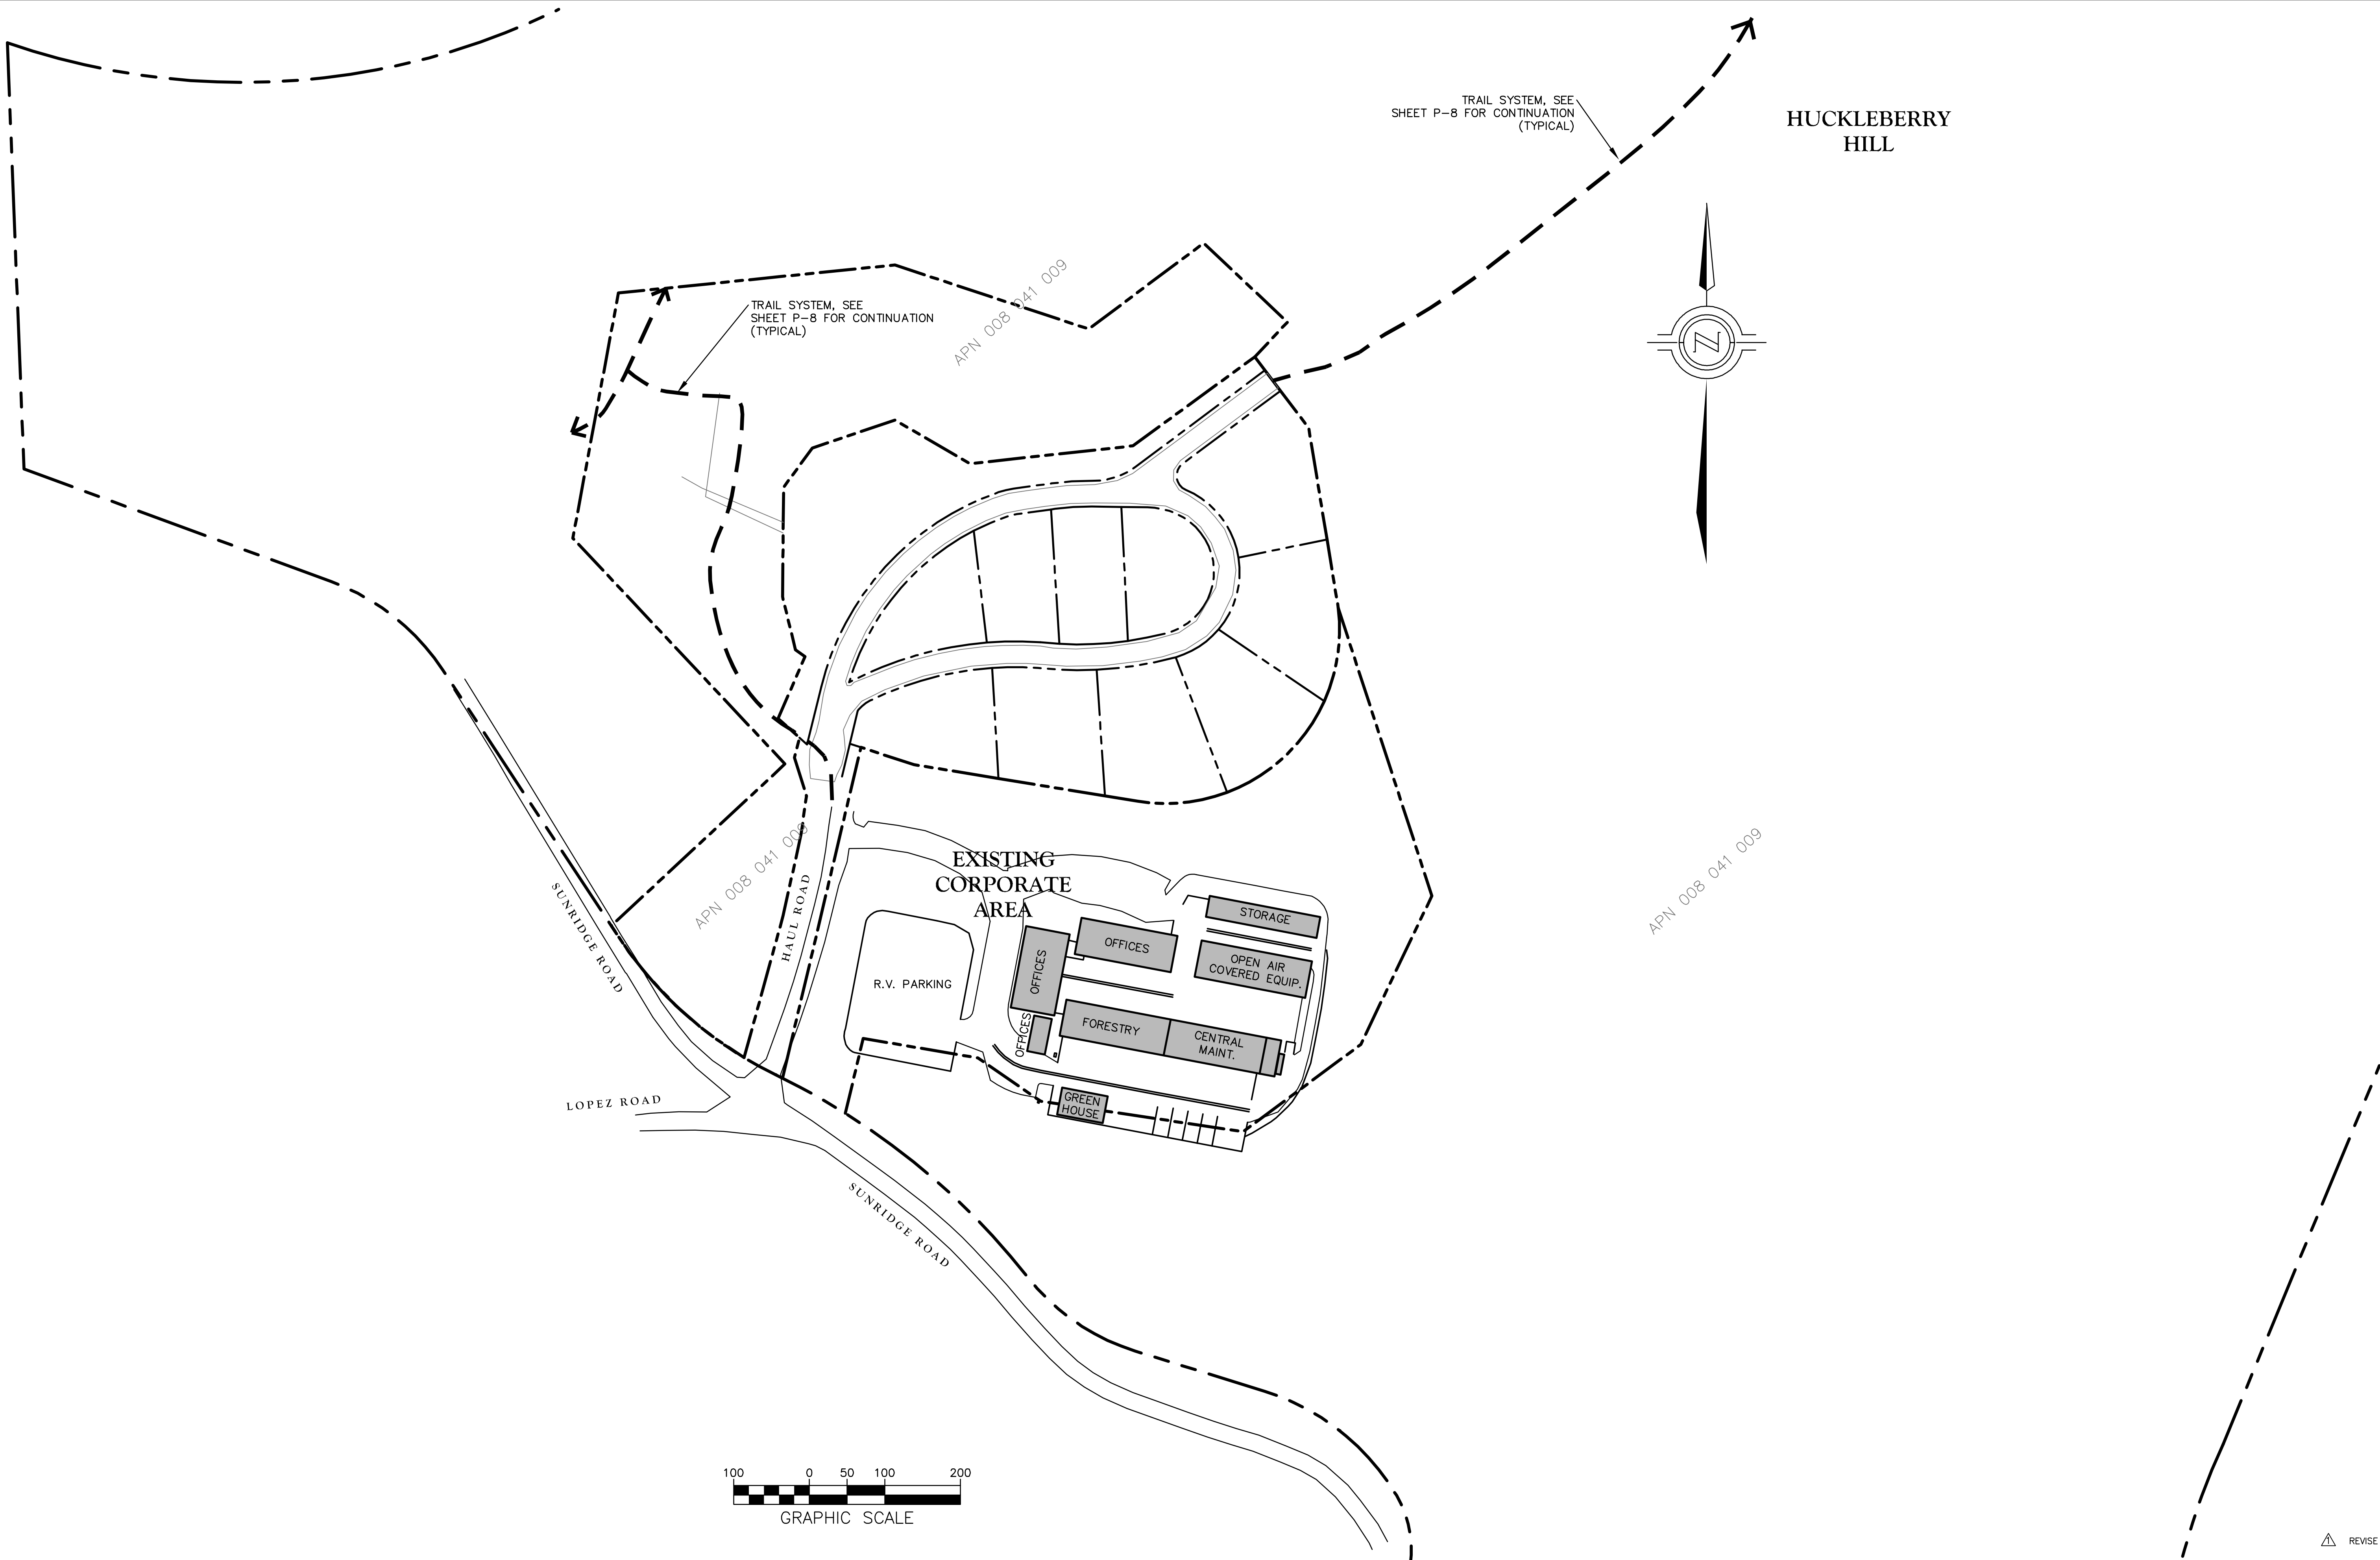 TRAIL SYSTEM, SEE
SHEET P-8 FOR CONTINUATION
(TYPICAL)
HUCKLEBERRY
HILL
APN 008 041 009
TRAIL SYSTEM, SEE
SHEET P-8 FOR CONTINUATION
(TYPICAL)
N
APN 008 041 009
APN 008 041 009
EXISTING
CORPORATE
AREA
HAUL ROAD
SUNRIDGE ROAD
STORAGE
OFFICES
OFFICES
OPEN AIR
COVERED EQUIP.
R.V. PARKING
OFFICES
FORESTRY
CENTRAL
MAINT.
GREEN
HOUSE
LOPEZ ROAD
SUNRIDGE ROAD
100 0 50 100 200
GRAPHIC SCALE
1 REVISE